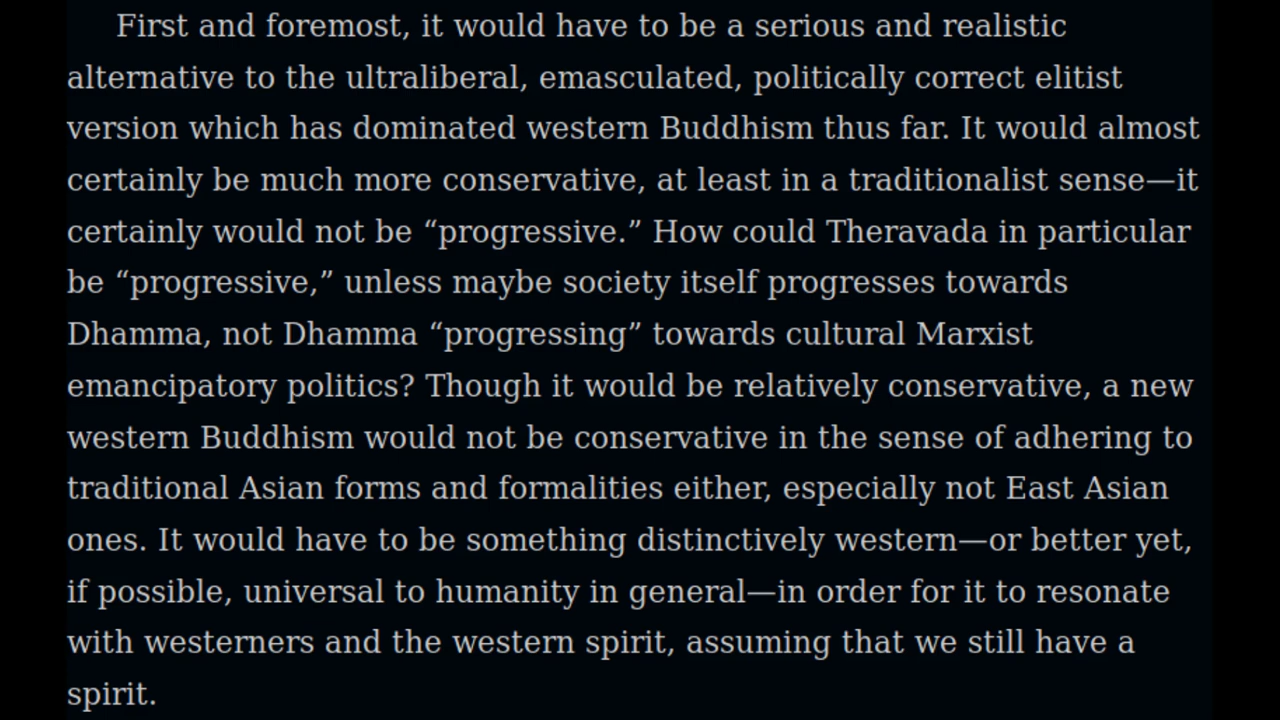 First and foremost, it would have to be a serious and realistic
alternative to the ultraliberal, emasculated, politically correct elitist
version which has dominated western Buddhism thus far. It would almost
certainly be much more conservative, at least in a traditionalist sense—it
certainly would not be “progressive.” How could Theravada in particular
be “progressive,” unless maybe society itself progresses towards
Dhamma, not Dhamma “progressing” towards cultural Marxist
emancipatory politics? Though it would be relatively conservative, a new
western Buddhism would not be conservative in the sense of adhering to
traditional Asian forms and formalities either, especially not East Asian
ones. It would have to be something distinctively western—or better yet,
if possible, universal to humanity in general—in order for it to resonate
with westerners and the western spirit, assuming that we still have a
spirit.